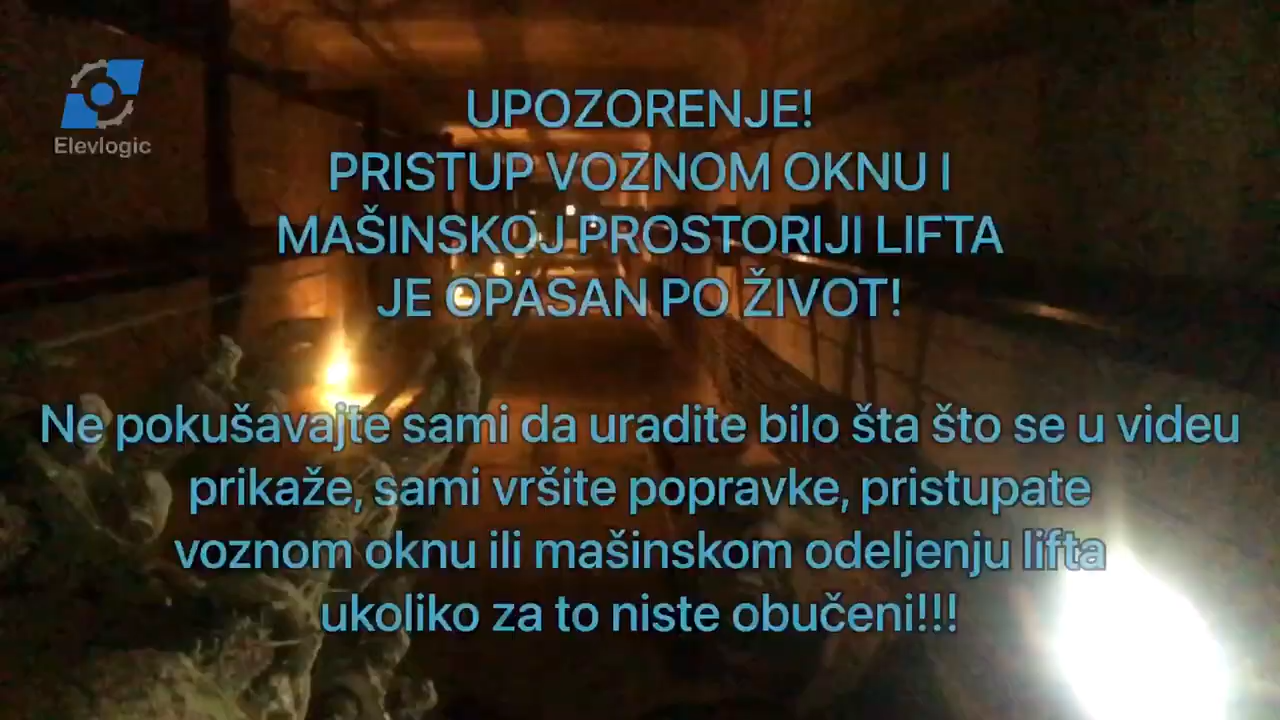 Elevlogic
UPOZORENJE!
PRISTUP VOZNOM OKNU I
MAŠINSKOJ PROSTORIJI LIFTA
JE OPASAN PO ŽIVOT!
Ne pokušavajte sami da uradite bilo šta što se u videu
prikaže, sami vršite popravke, pristupate
voznom oknu ili mašinskom odeljenju lifta
ukoliko za to niste obučeni!!!